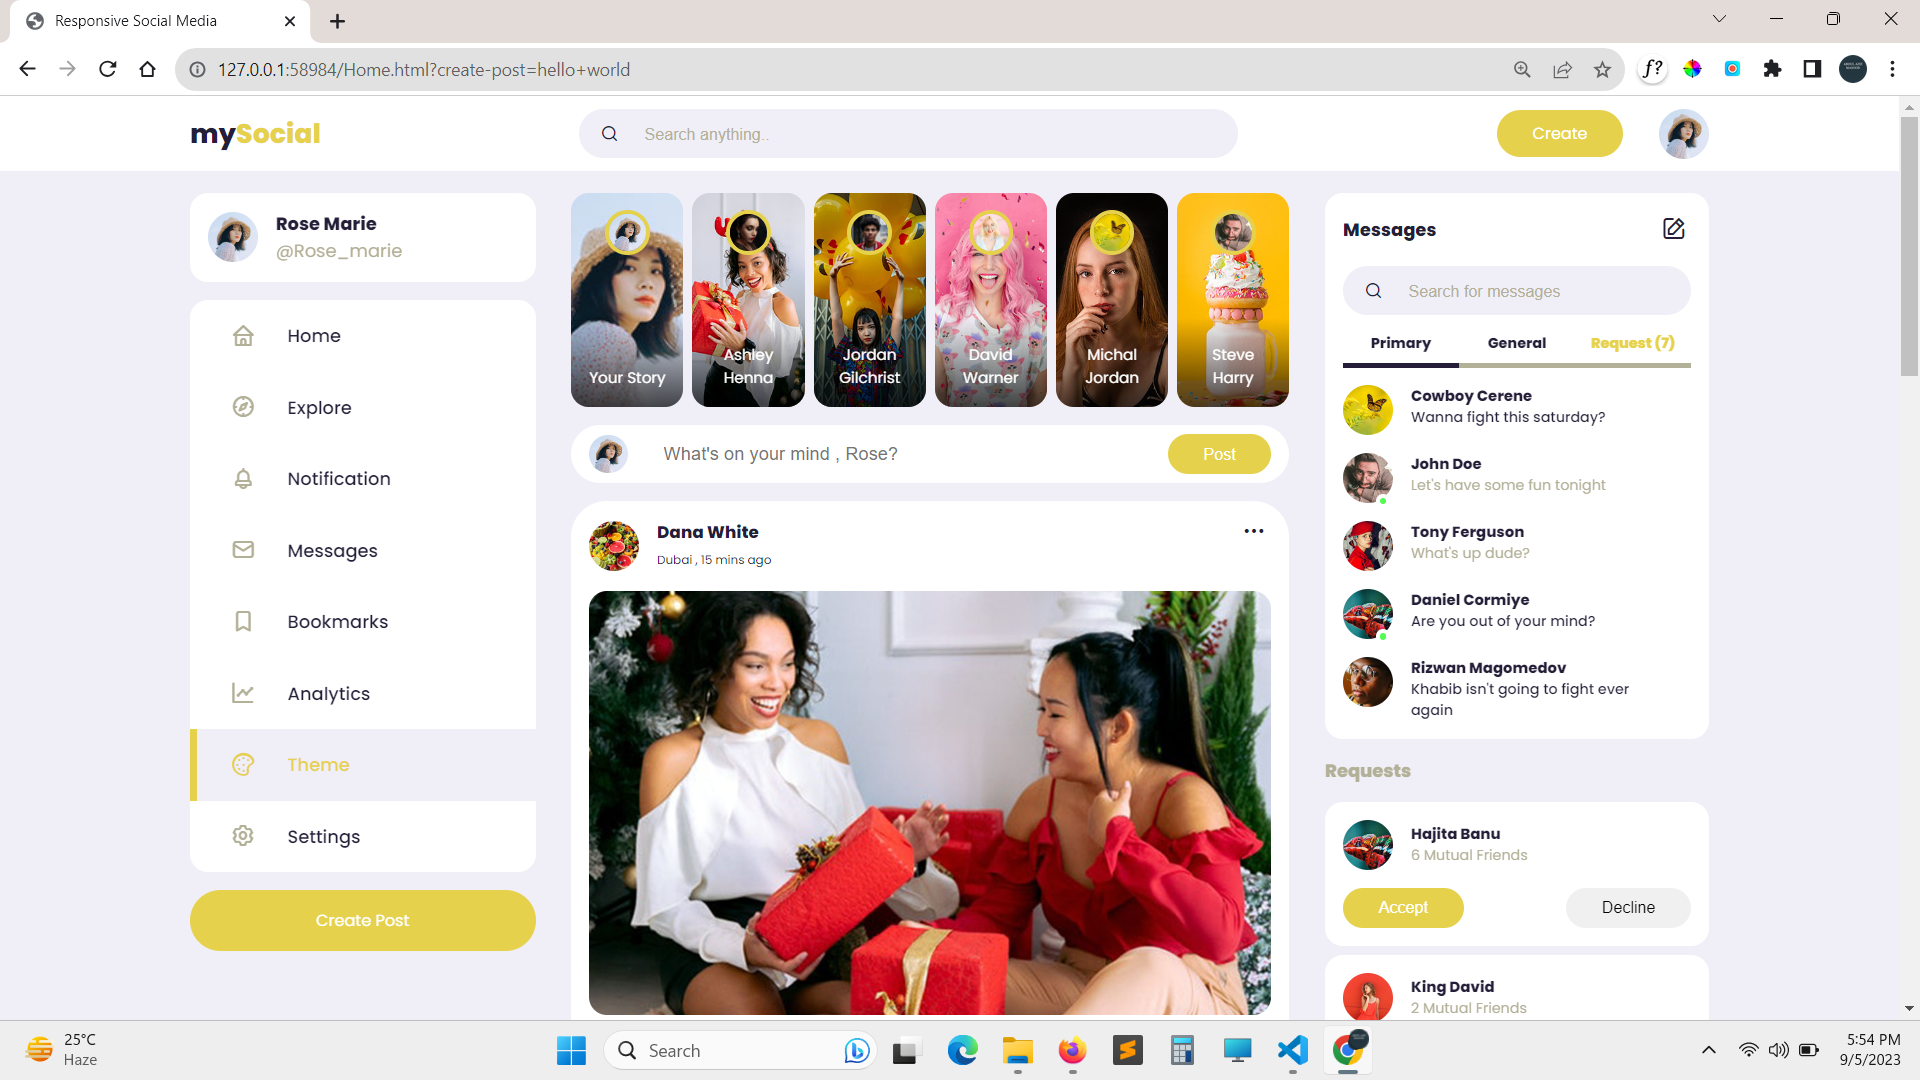 Responsive Social Media
127.0.0.1:58984/Home.html?create-post=hello+world
f?
mySocial
Search anything..
Create
Rose Marie
@Rose_marie
Home
Explore
Notification
Messages
Bookmarks
Analytics
Theme
Settings
Create Post
Your Story
Ashley
Henna
Jordan
Gilchrist
David
Warner
Michal
Jordan
Steve
Harry
What's on your mind , Rose?
Post
Dana White
Dubai , 15 mins ago
Messages
Search for messages
Primary
General
Request (7)
Cowboy Cerene
Wanna fight this saturday?
John Doe
Let's have some fun tonight
Tony Ferguson
What's up dude?
Daniel Cormiye
Are you out of your mind?
Rizwan Magomedov
Khabib isn't going to fight ever
again
Requests
Hajita Banu
6 Mutual Friends
Accept
Decline
King David
2 Mutual Friends
25°C
Haze
Search
5:54 PM
9/5/2023